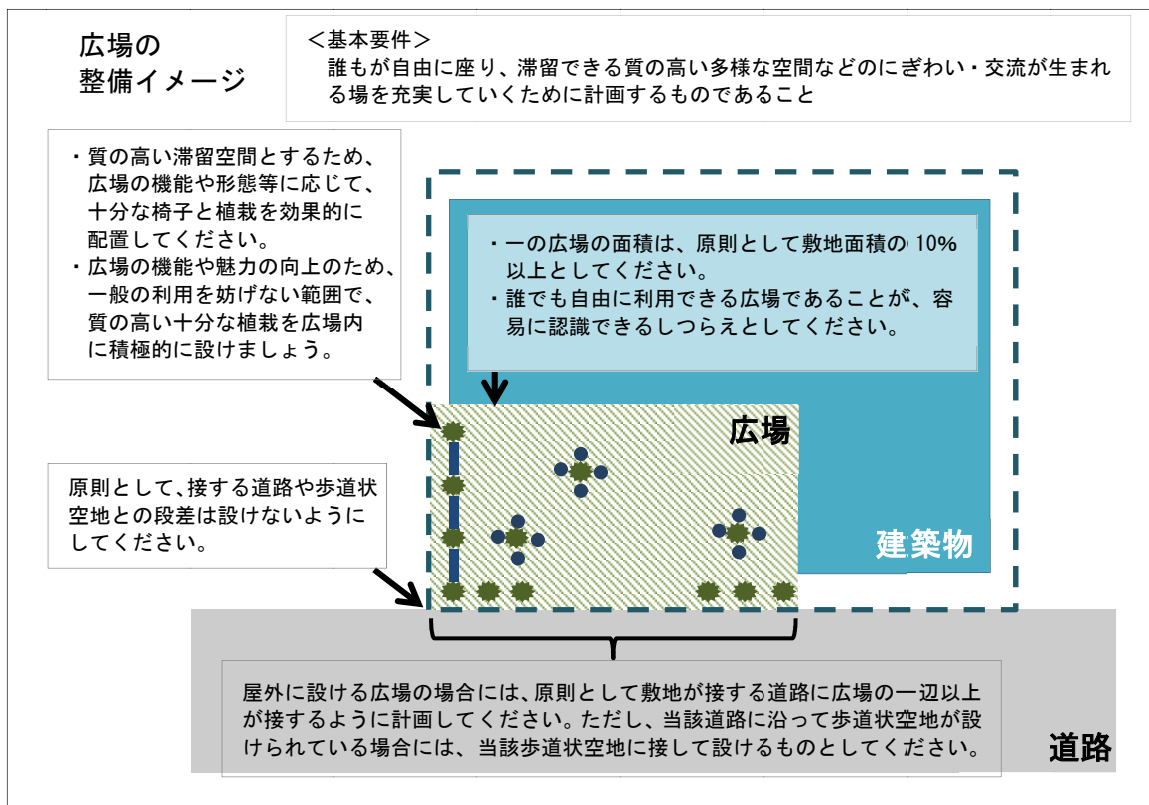 広場の
整備イメージ
＜基本要件＞
誰もが自由に座り、滞留できる質の高い多様な空間などのにぎわい・交流が生まれ
る場を充実していくために計画するものであること
・質の高い滞留空間とするため、
広場の機能や形態等に応じて、
十分な椅子と植栽を効果的に
配置してください。
・広場の機能や魅力の向上のため、
一般の利用を妨げない範囲で、
質の高い十分な植栽を広場内
に積極的に設けましょう。
・一の広場の面積は、原則として敷地面積の 10%
以上としてください。
・誰でも自由に利用できる広場であることが、容
易に認識できるしつらえとしてください。
広場
原則として、接する道路や歩道状
空地との段差は設けないように
してください。
建築物
屋外に設ける広場の場合には、原則として敷地が接する道路に広場の一辺以上
が接するように計画してください。ただし、当該道路に沿って歩道状空地が設
けられている場合には、当該歩道状空地に接して設けるものとしてください。
道路